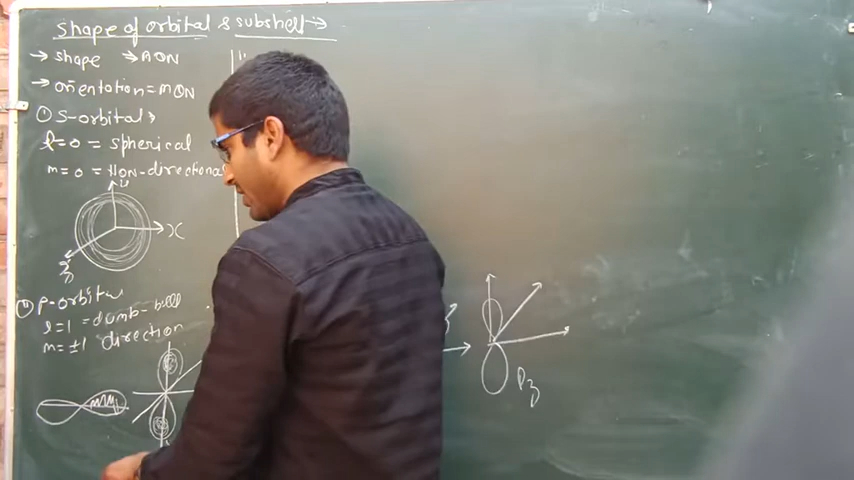 shape of orbital & subshell →
→ shape → AQN
→ orientation = MQN
① S-orbital →
l=0 = spherical
m=0 = Non-directional
y
x
z
② P-orbital
l=1 = dumb-bell
m=±1 direction
Pz